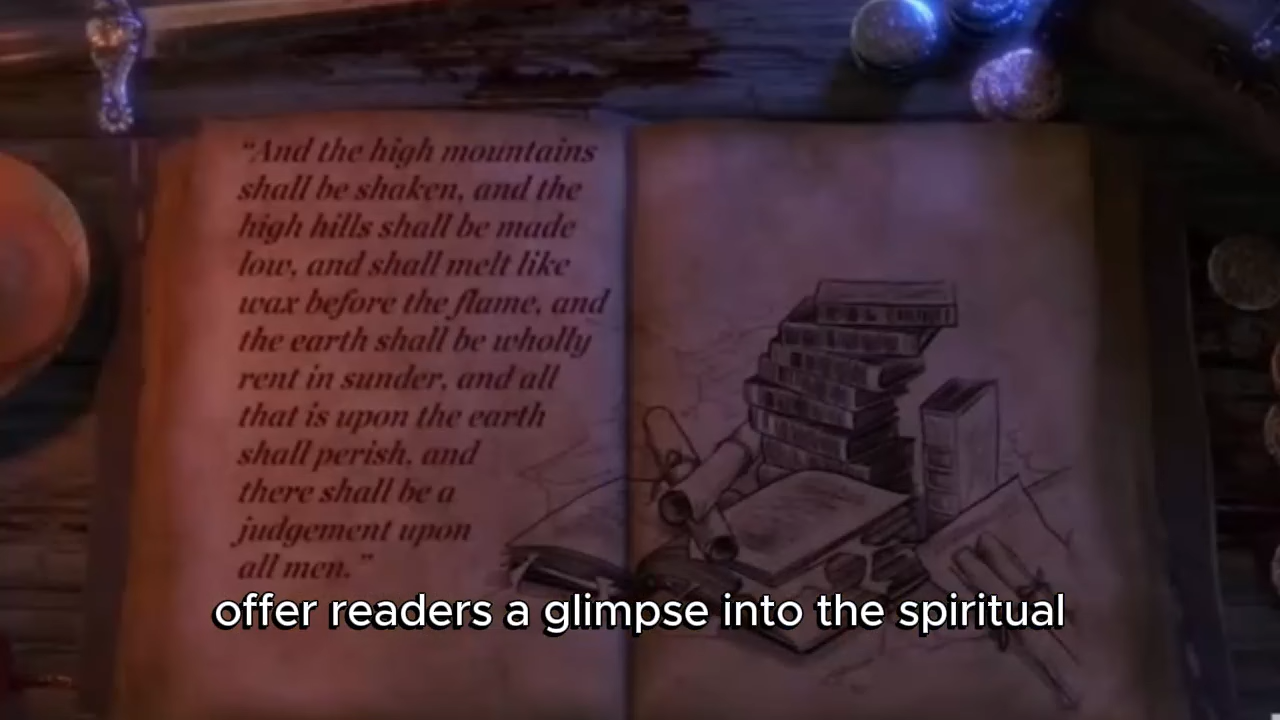 “And the high mountains
shall be shaken, and the
high hills shall be made
low, and shall melt like
wax before the flame, and
the earth shall be wholly
rent in sunder, and all
that is upon the earth
shall perish, and
there shall be a
judgement upon
all men.”
offer readers a glimpse into the spiritual